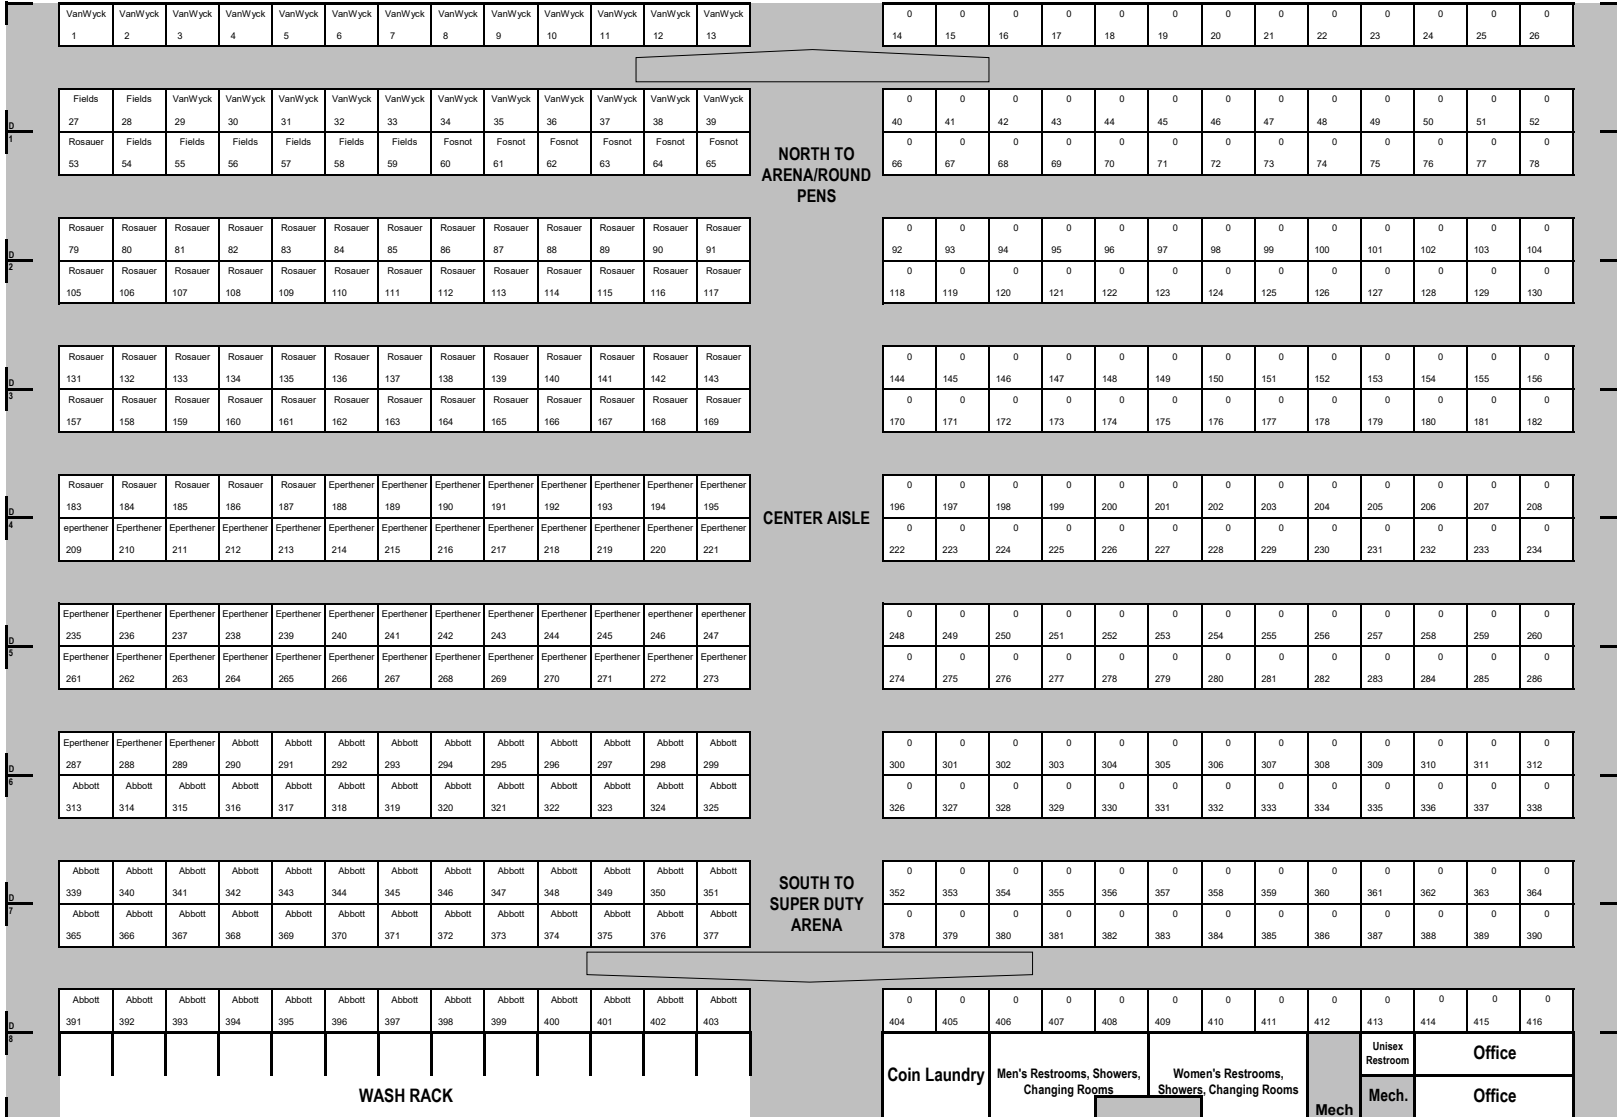 VanWyck VanWyck VanWyck VanWyck VanWyck VanWyck VanWyck VanWyck VanWyck VanWyck VanWyck VanWyck VanWyck 0 0 0 0 0 0 0 0 0 0 0 0 0
1 2 3 4 5 6 7 8 9 10 11 12 13 14 15 16 17 18 19 20 21 22 23 24 25 26
Fields Fields VanWyck VanWyck VanWyck VanWyck VanWyck VanWyck VanWyck VanWyck VanWyck VanWyck VanWyck 0 0 0 0 0 0 0 0 0 0 0 0 0
27 28 29 30 31 32 33 34 35 36 37 38 39 40 41 42 43 44 45 46 47 48 49 50 51 52
D
1
Rosauer Fields Fields Fields Fields Fields Fields Fosnot Fosnot Fosnot Fosnot Fosnot Fosnot 0 0 0 0 0 0 0 0 0 0 0 0 0
53 54 55 56 57 58 59 60 61 62 63 64 65 66 67 68 69 70 71 72 73 74 75 76 77 78
NORTH TO
ARENA/ROUND
PENS
Rosauer Rosauer Rosauer Rosauer Rosauer Rosauer Rosauer Rosauer Rosauer Rosauer Rosauer Rosauer Rosauer 0 0 0 0 0 0 0 0 0 0 0 0 0
79 80 81 82 83 84 85 86 87 88 89 90 91 92 93 94 95 96 97 98 99 100 101 102 103 104
D
2
Rosauer Rosauer Rosauer Rosauer Rosauer Rosauer Rosauer Rosauer Rosauer Rosauer Rosauer Rosauer Rosauer 0 0 0 0 0 0 0 0 0 0 0 0 0
105 106 107 108 109 110 111 112 113 114 115 116 117 118 119 120 121 122 123 124 125 126 127 128 129 130
Rosauer Rosauer Rosauer Rosauer Rosauer Rosauer Rosauer Rosauer Rosauer Rosauer Rosauer Rosauer Rosauer 0 0 0 0 0 0 0 0 0 0 0 0 0
131 132 133 134 135 136 137 138 139 140 141 142 143 144 145 146 147 148 149 150 151 152 153 154 155 156
D
3
Rosauer Rosauer Rosauer Rosauer Rosauer Rosauer Rosauer Rosauer Rosauer Rosauer Rosauer Rosauer Rosauer 0 0 0 0 0 0 0 0 0 0 0 0 0
157 158 159 160 161 162 163 164 165 166 167 168 169 170 171 172 173 174 175 176 177 178 179 180 181 182
Rosauer Rosauer Rosauer Rosauer Rosauer Eperthener Eperthener Eperthener Eperthener Eperthener Eperthener Eperthener Eperthener 0 0 0 0 0 0 0 0 0 0 0 0 0
183 184 185 186 187 188 189 190 191 192 193 194 195 196 197 198 199 200 201 202 203 204 205 206 207 208
D
4
CENTER AISLE
eperthener Eperthener Eperthener Eperthener Eperthener Eperthener Eperthener Eperthener Eperthener Eperthener Eperthener Eperthener Eperthener 0 0 0 0 0 0 0 0 0 0 0 0 0
209 210 211 212 213 214 215 216 217 218 219 220 221 222 223 224 225 226 227 228 229 230 231 232 233 234
Eperthener Eperthener Eperthener Eperthener Eperthener Eperthener Eperthener Eperthener Eperthener Eperthener Eperthener eperthener eperthener 0 0 0 0 0 0 0 0 0 0 0 0 0
235 236 237 238 239 240 241 242 243 244 245 246 247 248 249 250 251 252 253 254 255 256 257 258 259 260
D
5
Eperthener Eperthener Eperthener Eperthener Eperthener Eperthener Eperthener Eperthener Eperthener Eperthener Eperthener Eperthener Eperthener 0 0 0 0 0 0 0 0 0 0 0 0 0
261 262 263 264 265 266 267 268 269 270 271 272 273 274 275 276 277 278 279 280 281 282 283 284 285 286
Eperthener Eperthener Eperthener Abbott Abbott Abbott Abbott Abbott Abbott Abbott Abbott Abbott Abbott 0 0 0 0 0 0 0 0 0 0 0 0 0
287 288 289 290 291 292 293 294 295 296 297 298 299 300 301 302 303 304 305 306 307 308 309 310 311 312
D
6
Abbott Abbott Abbott Abbott Abbott Abbott Abbott Abbott Abbott Abbott Abbott Abbott Abbott 0 0 0 0 0 0 0 0 0 0 0 0 0
313 314 315 316 317 318 319 320 321 322 323 324 325 326 327 328 329 330 331 332 333 334 335 336 337 338
Abbott Abbott Abbott Abbott Abbott Abbott Abbott Abbott Abbott Abbott Abbott Abbott Abbott 0 0 0 0 0 0 0 0 0 0 0 0 0
339 340 341 342 343 344 345 346 347 348 349 350 351 352 353 354 355 356 357 358 359 360 361 362 363 364
D
7
SOUTH TO
SUPER DUTY
ARENA
Abbott Abbott Abbott Abbott Abbott Abbott Abbott Abbott Abbott Abbott Abbott Abbott Abbott 0 0 0 0 0 0 0 0 0 0 0 0 0
365 366 367 368 369 370 371 372 373 374 375 376 377 378 379 380 381 382 383 384 385 386 387 388 389 390
Abbott Abbott Abbott Abbott Abbott Abbott Abbott Abbott Abbott Abbott Abbott Abbott Abbott 0 0 0 0 0 0 0 0 0 0 0 0 0
391 392 393 394 395 396 397 398 399 400 401 402 403 404 405 406 407 408 409 410 411 412 413 414 415 416
D
8
WASH RACK
Coin Laundry
Men's Restrooms, Showers,
Changing Rooms
Women's Restrooms,
Showers, Changing Rooms
Mech
Unisex
Restroom
Mech.
Office
Office